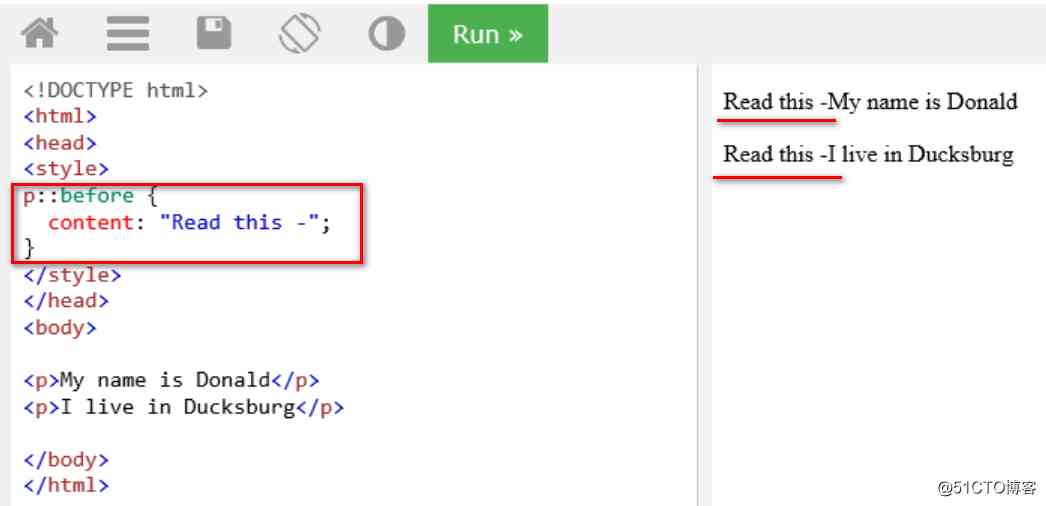 Run »
<!DOCTYPE html>
<html>
<head>
<style>
p::before {
  content: "Read this -";
}
</style>
</head>
<body>
<p>My name is Donald</p>
<p>I live in Ducksburg</p>
</body>
</html>
Read this -My name is Donald
Read this -I live in Ducksburg
@51CTO博客